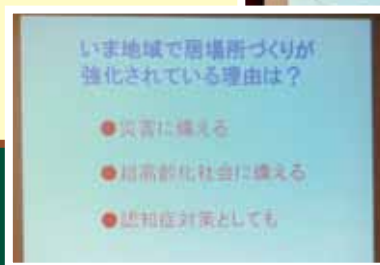 いま地域で居場所づくりが
強化されている理由は？
●災害に備える
●超高齢化社会に備える
●認知症対策としても